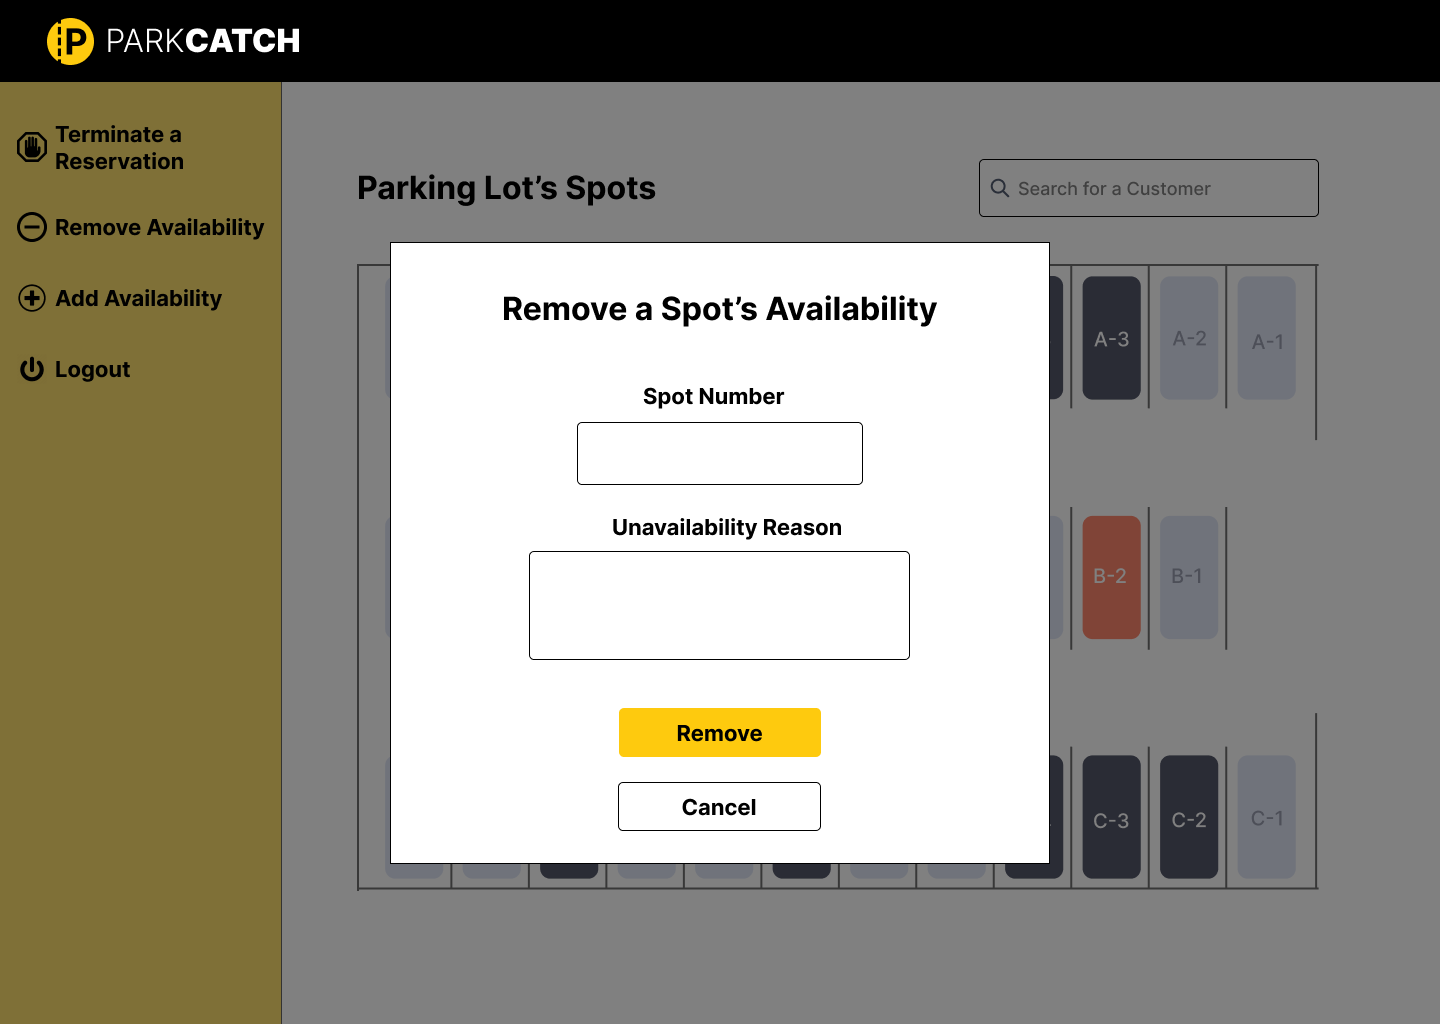 PARKCATCH
Terminate a
Reservation
Remove Availability
Add Availability
Logout
Parking Lot’s Spots
Search for a Customer
A-3
A-2
A-1
Remove a Spot’s Availability
Spot Number
Unavailability Reason
Remove
Cancel
B-2
B-1
C-3
C-2
C-1